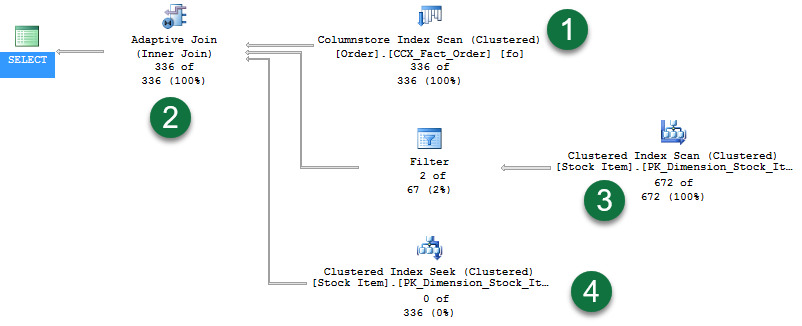 SELECT
Adaptive Join
(Inner Join)
336 of
336 (100%)
2
Columnstore Index Scan (Clustered)
[Order].[CCX_Fact_Order] [fo]
336 of
336 (100%)
1
Filter
2 of
67 (2%)
Clustered Index Scan (Clustered)
[Stock Item].[PK_Dimension_Stock_It…
672 of
672 (100%)
3
Clustered Index Seek (Clustered)
[Stock Item].[PK_Dimension_Stock_It…
0 of
336 (0%)
4